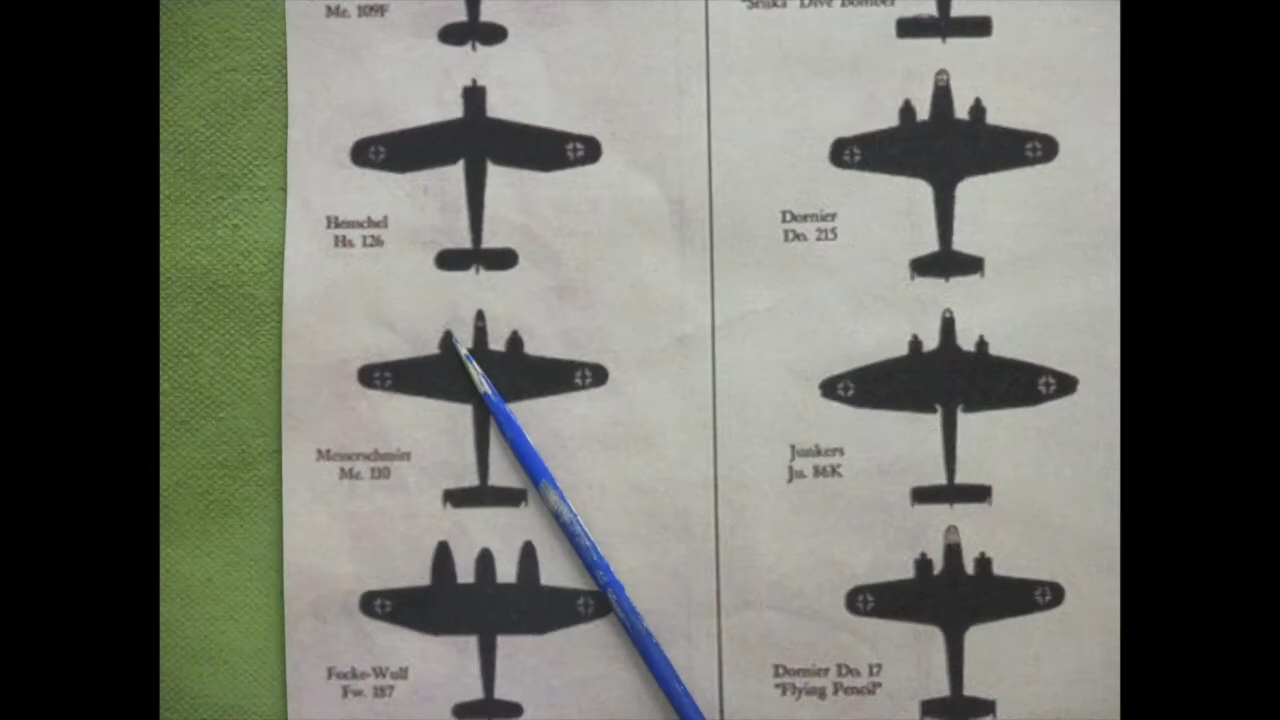 Me. 109F
"Stuka" Dive Bomber
Henschel
Hs. 126
Dornier
Do. 215
Messerschmitt
Me. 110
Junkers
Ju. 86K
Focke-Wulf
Fw. 187
Dornier Do. 17
"Flying Pencil"